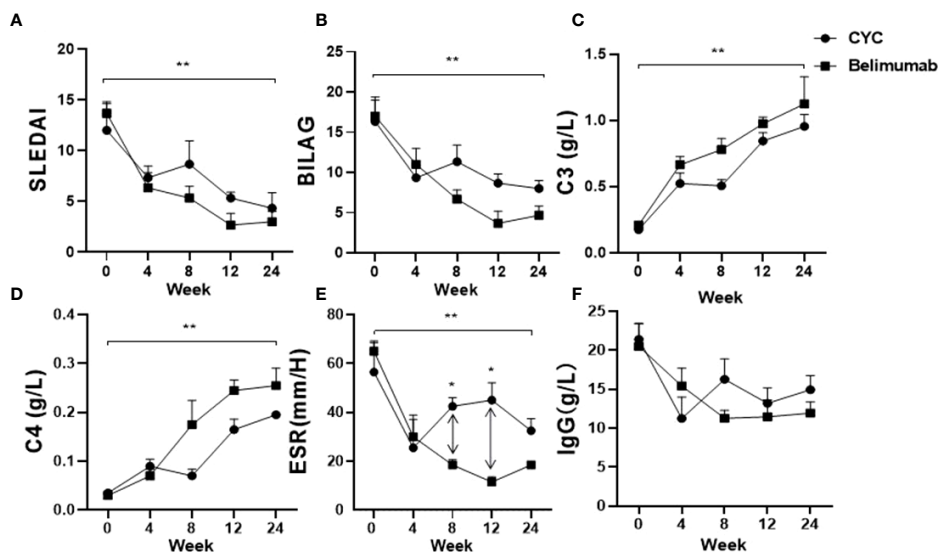 A
SLEDAI
20
15
10
5
0
**
0 4 8 12 24
Week
B
BILAG
25
20
15
10
5
0
**
0 4 8 12 24
Week
C
C3 (g/L)
1.5
1.0
0.5
0.0
**
0 4 8 12 24
Week
CYC
Belimumab
D
C4 (g/L)
0.4
0.3
0.2
0.1
0.0
**
0 4 8 12 24
Week
E
ESR(mm/H)
80
60
40
20
0
**
* *
0 4 8 12 24
Week
F
IgG(g/L)
25
20
15
10
5
0
0 4 8 12 24
Week